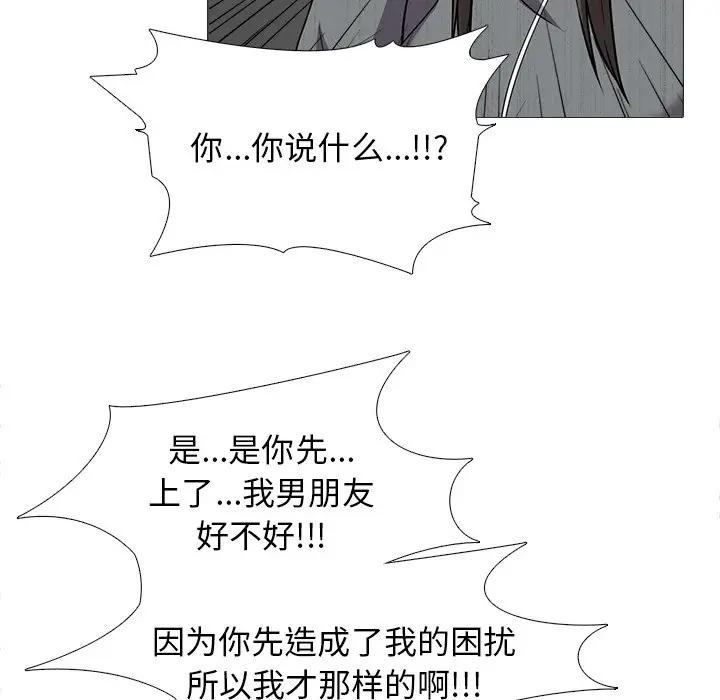 你...你说什么...!!?
是...是你先...
上了...我男朋友
好不好!!!
因为你先造成了我的困扰
所以我才那样的啊!!!